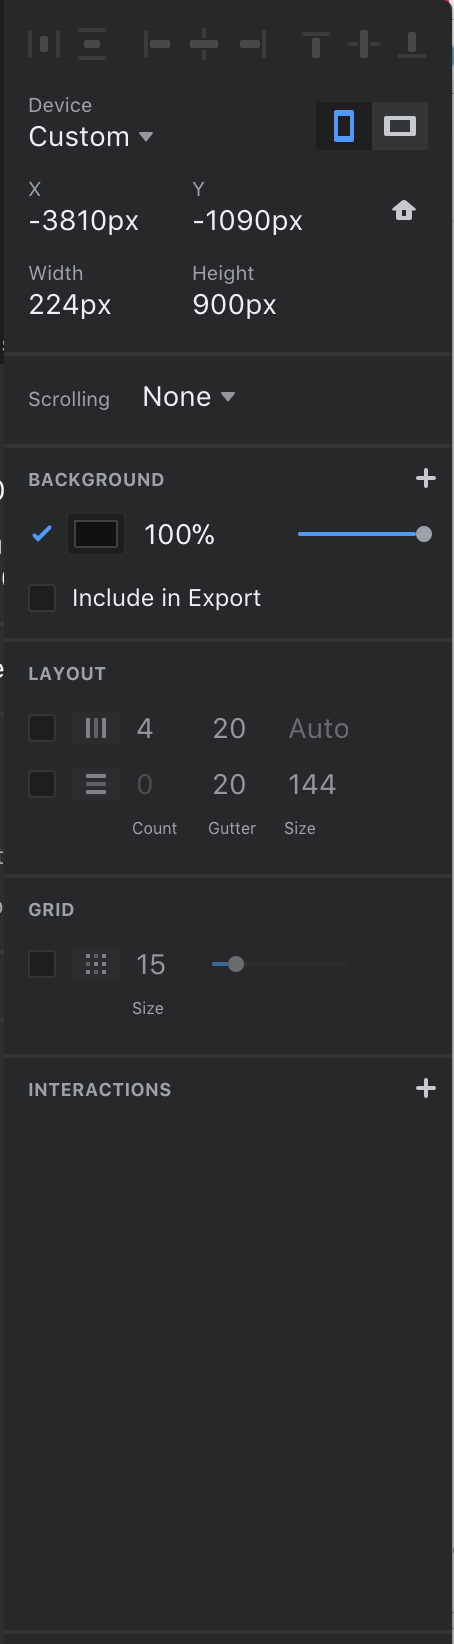 Device
Custom
X Y
-3810px -1090px
Width Height
224px 900px
Scrolling None
BACKGROUND
100%
Include in Export
LAYOUT
4 20 Auto
0 20 144
Count Gutter Size
GRID
15
Size
INTERACTIONS